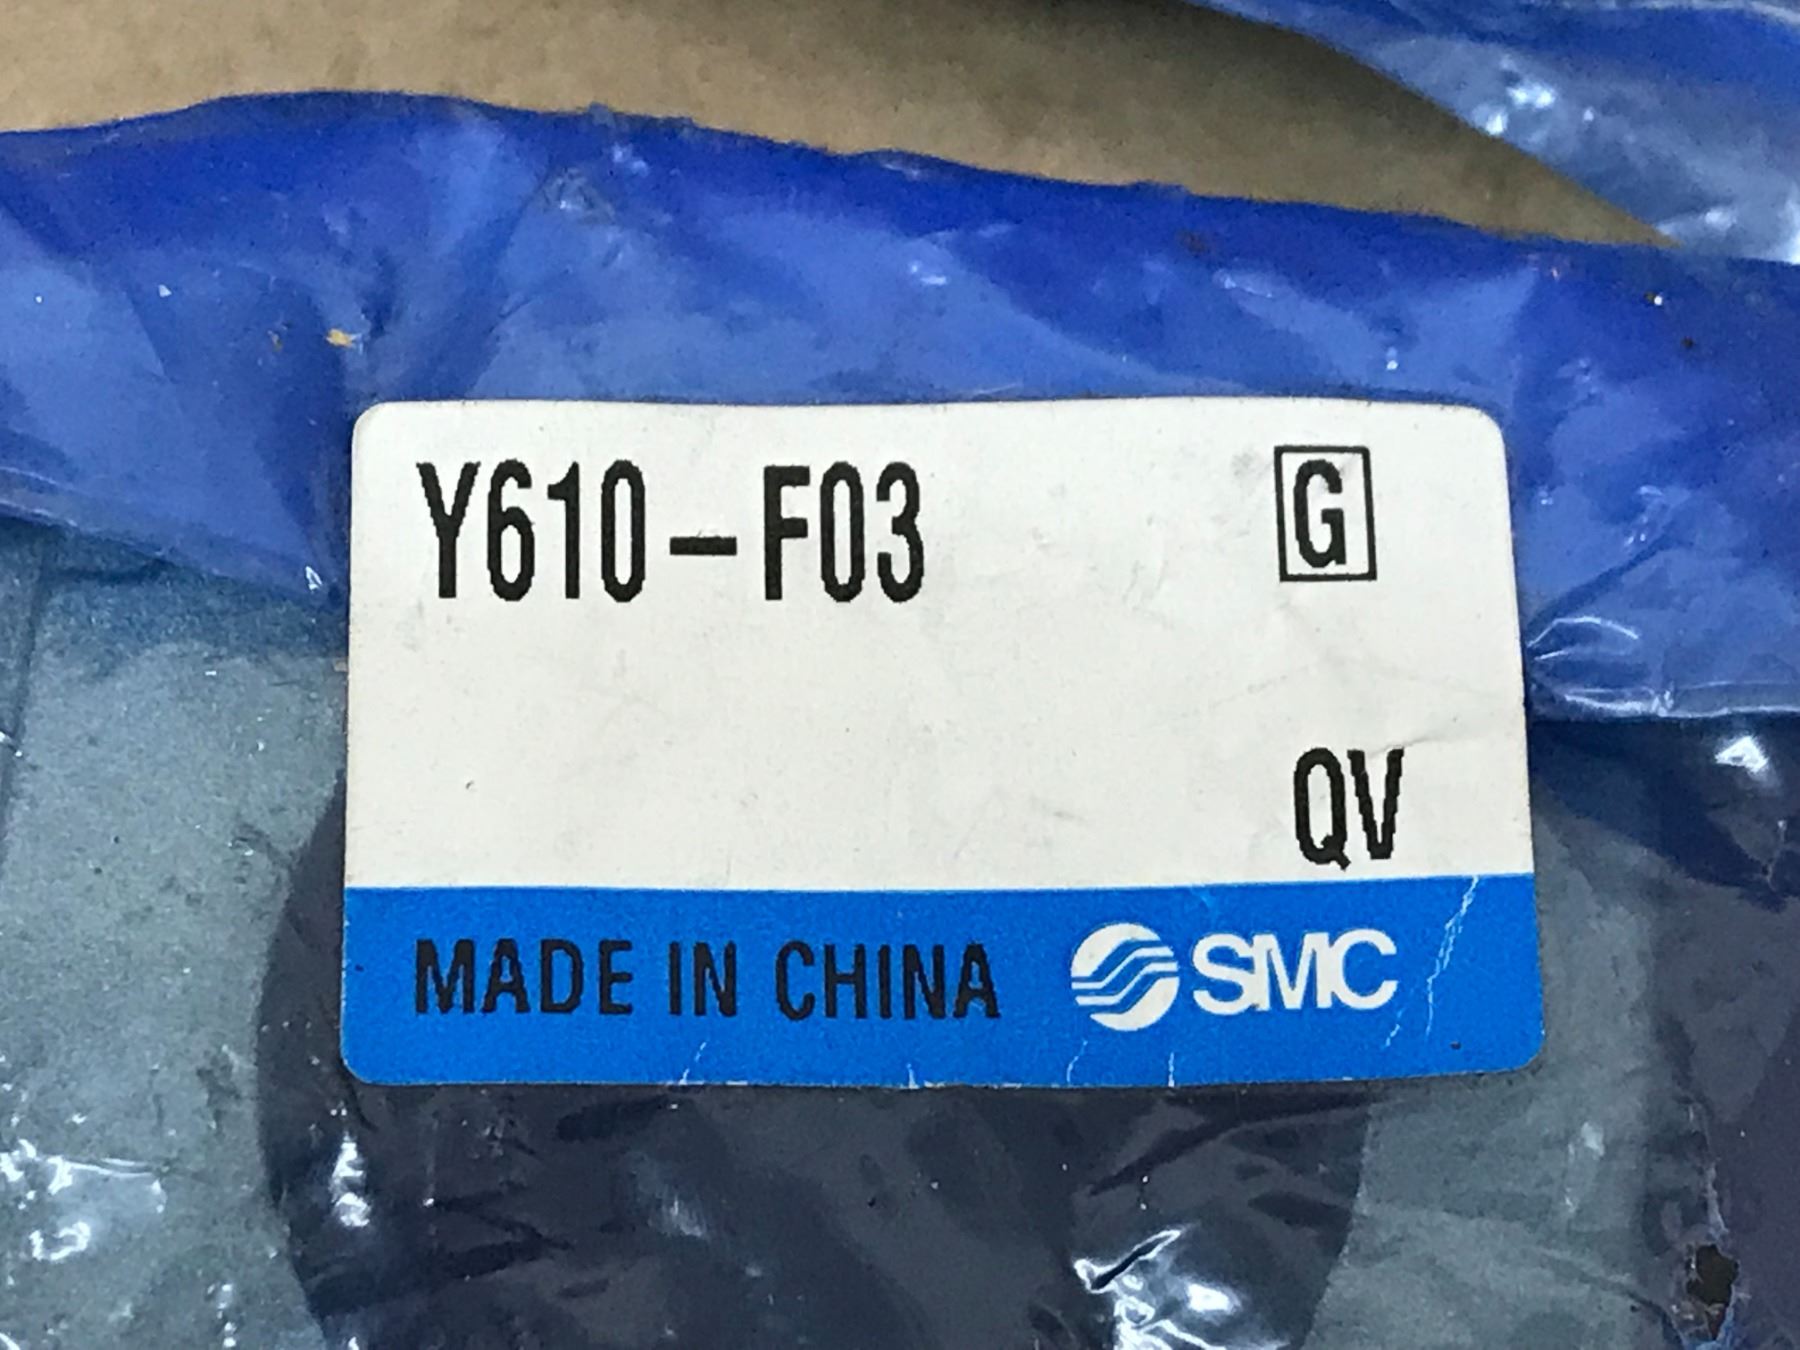 Y610-F03 G
QV
MADE IN CHINA SMC